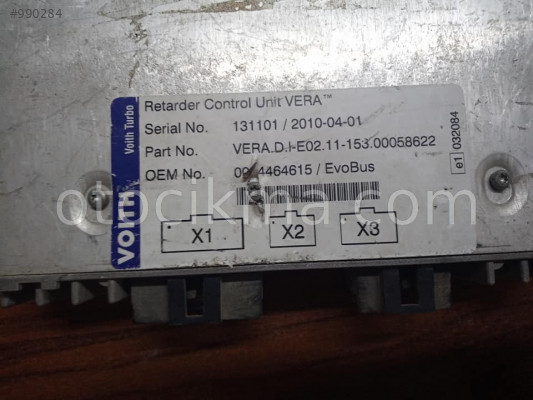 #990284
Voith Turbo
VOITH
Retarder Control Unit VERA™
Serial No. 131101 / 2010-04-01
Part No. VERA.D.I-E02.11-153.00058622
OEM No. / EvoBus
e1 032084
X1 X2 X3
otocikma.com